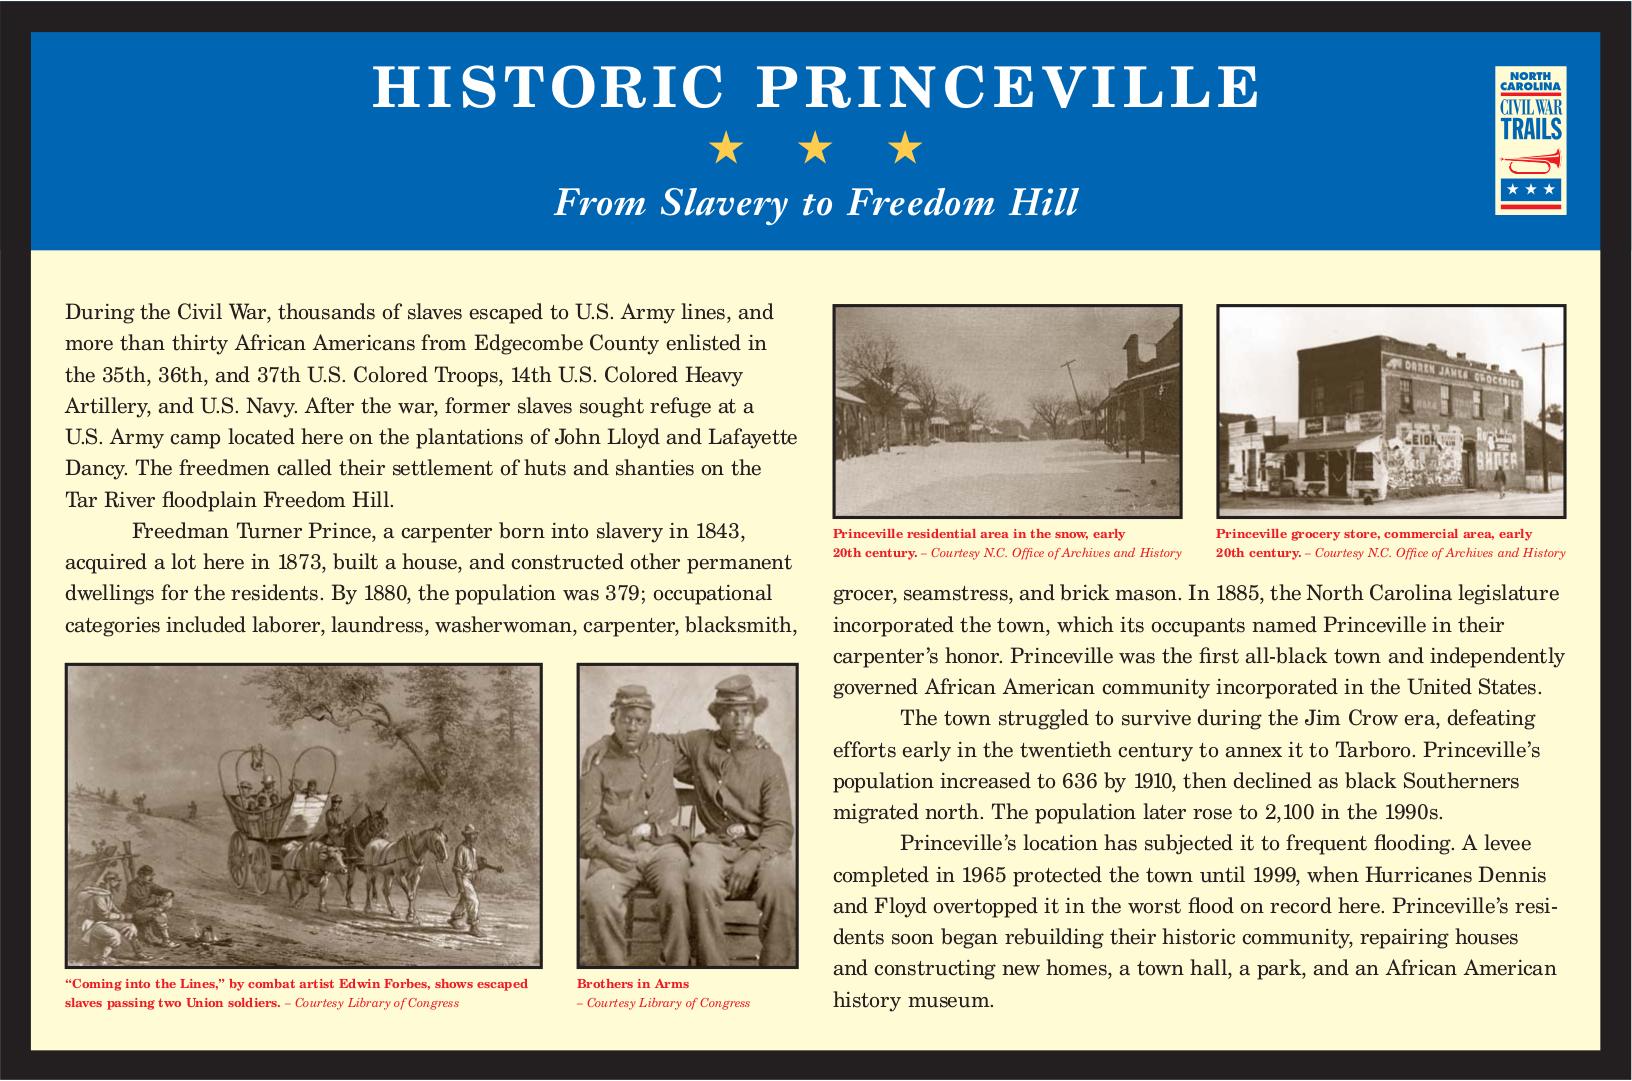 HISTORIC PRINCEVILLE
From Slavery to Freedom Hill
NORTH
CAROLINA
CIVIL WAR
TRAILS
During the Civil War, thousands of slaves escaped to U.S. Army lines, and
more than thirty African Americans from Edgecombe County enlisted in
the 35th, 36th, and 37th U.S. Colored Troops, 14th U.S. Colored Heavy
Artillery, and U.S. Navy. After the war, former slaves sought refuge at a
U.S. Army camp located here on the plantations of John Lloyd and Lafayette
Dancy. The freedmen called their settlement of huts and shanties on the
Tar River floodplain Freedom Hill.
Freedman Turner Prince, a carpenter born into slavery in 1843,
acquired a lot here in 1873, built a house, and constructed other permanent
dwellings for the residents. By 1880, the population was 379; occupational
categories included laborer, laundress, washerwoman, carpenter, blacksmith,
“Coming into the Lines,” by combat artist Edwin Forbes, shows escaped
slaves passing two Union soldiers. – Courtesy Library of Congress
Brothers in Arms
– Courtesy Library of Congress
Princeville residential area in the snow, early
20th century. – Courtesy N.C. Office of Archives and History
GROCERIES
Princeville grocery store, commercial area, early
20th century. – Courtesy N.C. Office of Archives and History
grocer, seamstress, and brick mason. In 1885, the North Carolina legislature
incorporated the town, which its occupants named Princeville in their
carpenter’s honor. Princeville was the first all-black town and independently
governed African American community incorporated in the United States.
The town struggled to survive during the Jim Crow era, defeating
efforts early in the twentieth century to annex it to Tarboro. Princeville’s
population increased to 636 by 1910, then declined as black Southerners
migrated north. The population later rose to 2,100 in the 1990s.
Princeville’s location has subjected it to frequent flooding. A levee
completed in 1965 protected the town until 1999, when Hurricanes Dennis
and Floyd overtopped it in the worst flood on record here. Princeville’s resi-
dents soon began rebuilding their historic community, repairing houses
and constructing new homes, a town hall, a park, and an African American
history museum.